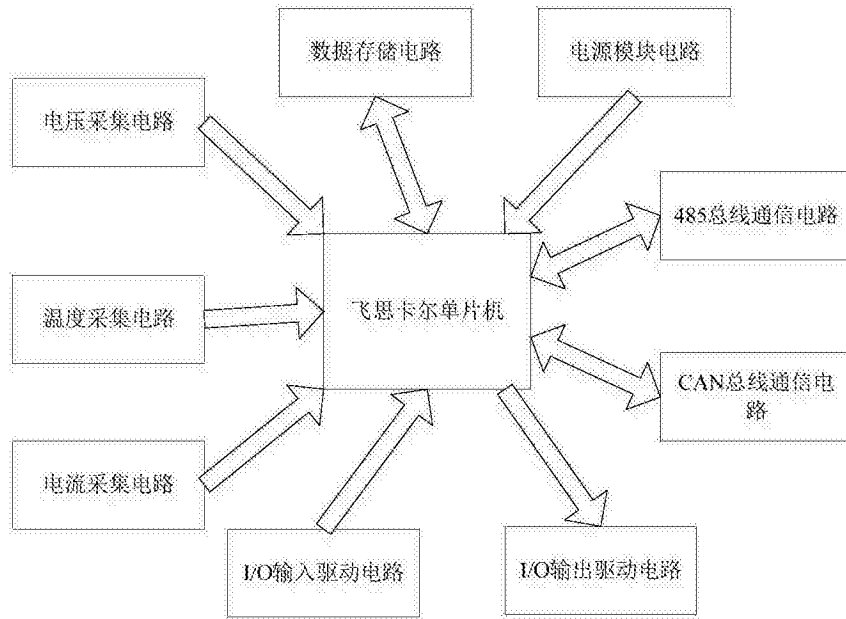 数据存储电路
电源模块电路
电压采集电路
485总线通信电路
温度采集电路
飞思卡尔单片机
CAN总线通信电
路
电流采集电路
I/O输入驱动电路
I/O输出驱动电路